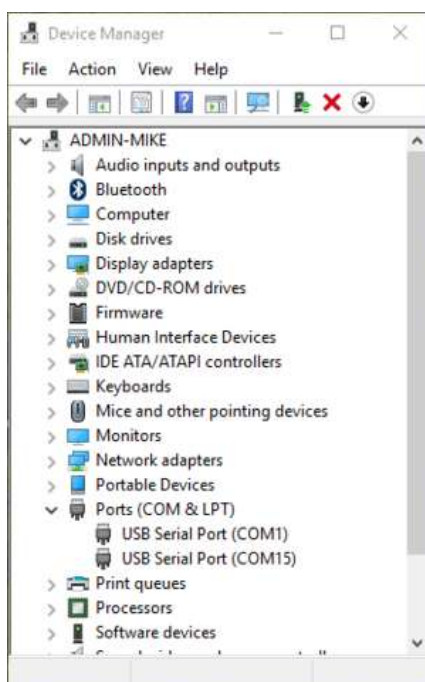 Device Manager
File Action View Help
ADMIN-MIKE
Audio inputs and outputs
Bluetooth
Computer
Disk drives
Display adapters
DVD/CD-ROM drives
Firmware
Human Interface Devices
IDE ATA/ATAPI controllers
Keyboards
Mice and other pointing devices
Monitors
Network adapters
Portable Devices
Ports (COM & LPT)
USB Serial Port (COM1)
USB Serial Port (COM15)
Print queues
Processors
Software devices